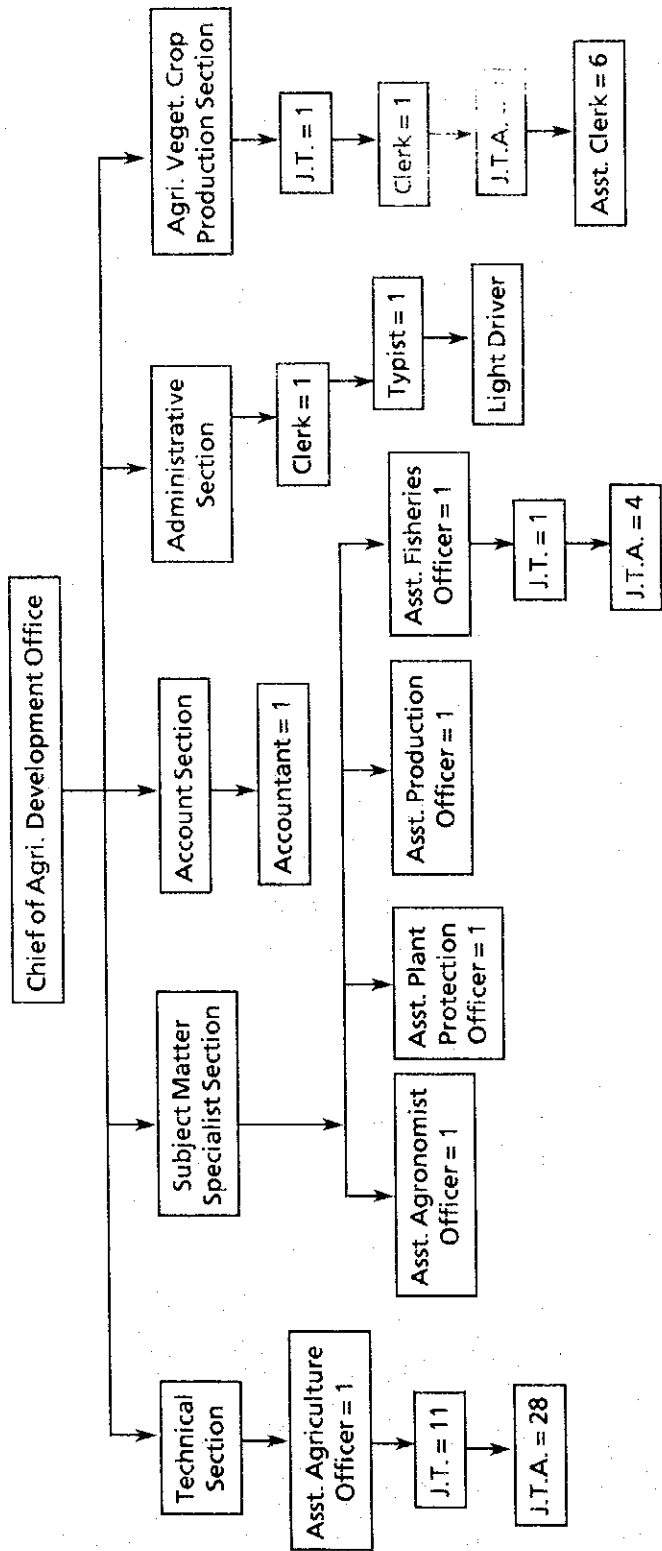 Chief of Agri. Development Office
Technical
Section
Asst. Agriculture
Officer = 1
J.T. = 11
J.T.A. = 28
Subject Matter
Specialist Section
Asst. Agronomist
Officer = 1
Asst. Plant
Protection
Officer = 1
Asst. Production
Officer = 1
Asst. Fisheries
Officer = 1
J.T. = 1
J.T.A. = 4
Account Section
Accountant = 1
Administrative
Section
Clerk = 1
Typist = 1
Light Driver
Agri. Veget. Crop
Production Section
J.T. = 1
Clerk = 1
J.T.A.
Asst. Clerk = 6